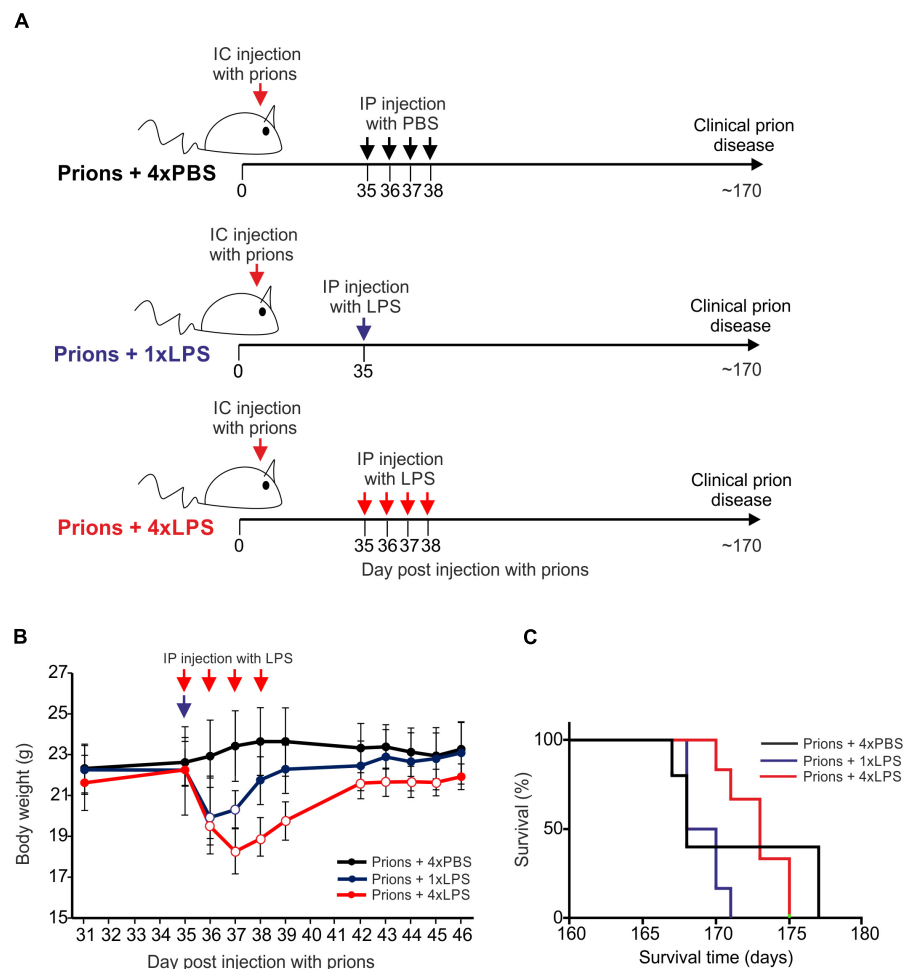 A
IC injection
with prions
IP injection
with PBS
Clinical prion
disease
Prions + 4xPBS
0
35 36 37 38
~170
IC injection
with prions
IP injection
with LPS
Clinical prion
disease
Prions + 1xLPS
0
35
~170
IC injection
with prions
IP injection
with LPS
Clinical prion
disease
Prions + 4xLPS
0
35 36 37 38
~170
Day post injection with prions
B
IP injection with LPS
27
25
23
21
19
17
15
Body weight (g)
Prions + 4xPBS
Prions + 1xLPS
Prions + 4xLPS
31 32 33 34 35 36 37 38 39 40 41 42 43 44 45 46
Day post injection with prions
C
100
50
0
Survival (%)
Prions + 4xPBS
Prions + 1xLPS
Prions + 4xLPS
160 165 170 175 180
Survival time (days)